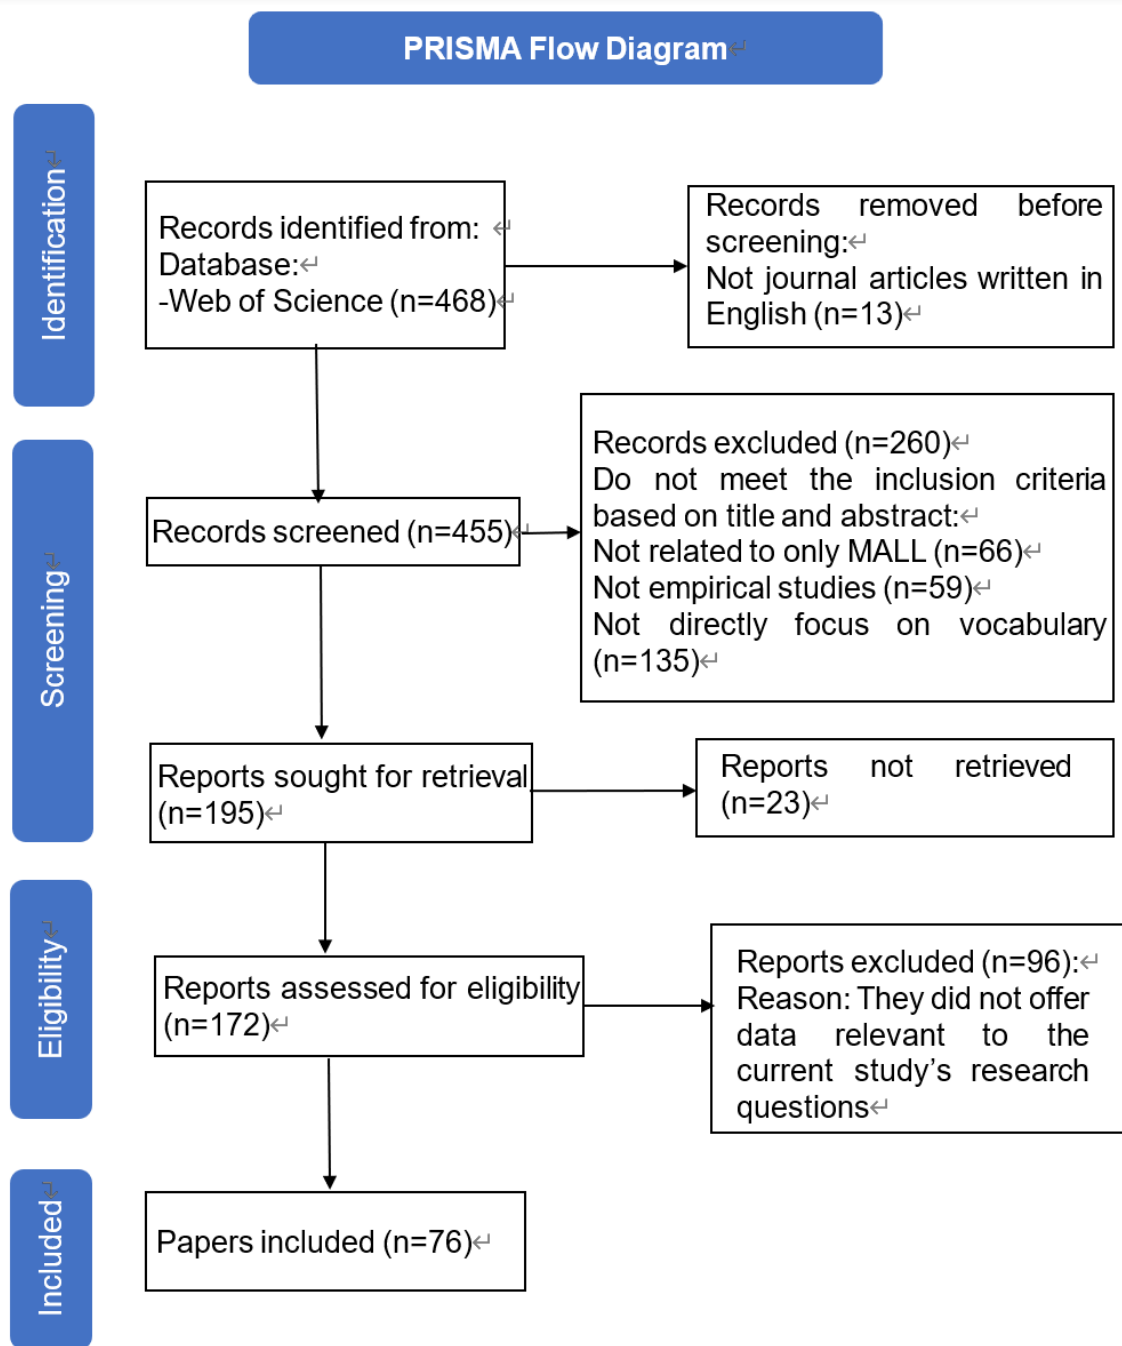 PRISMA Flow Diagram↵
Identification↵
Records identified from: ↵
Database:↵
-Web of Science (n=468)↵
Records removed before
screening:↵
Not journal articles written in
English (n=13)↵
Screening↵
Records screened (n=455)↵
Records excluded (n=260)↵
Do not meet the inclusion criteria
based on title and abstract:↵
Not related to only MALL (n=66)↵
Not empirical studies (n=59)↵
Not directly focus on vocabulary
(n=135)↵
Reports sought for retrieval
(n=195)↵
Reports not retrieved
(n=23)↵
Eligibility↵
Reports assessed for eligibility
(n=172)↵
Reports excluded (n=96):↵
Reason: They did not offer
data relevant to the
current study’s research
questions↵
Included↵
Papers included (n=76)↵